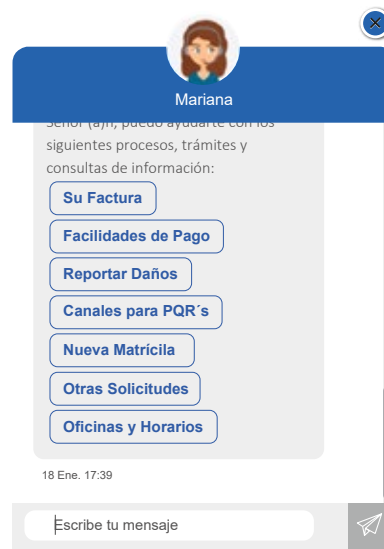 Mariana
Señor (a)n, puedo ayudarte con los
siguientes procesos, trámites y
consultas de información:
Su Factura
Facilidades de Pago
Reportar Daños
Canales para PQR´s
Nueva Matrícila
Otras Solicitudes
Oficinas y Horarios
18 Ene. 17:39
Escribe tu mensaje